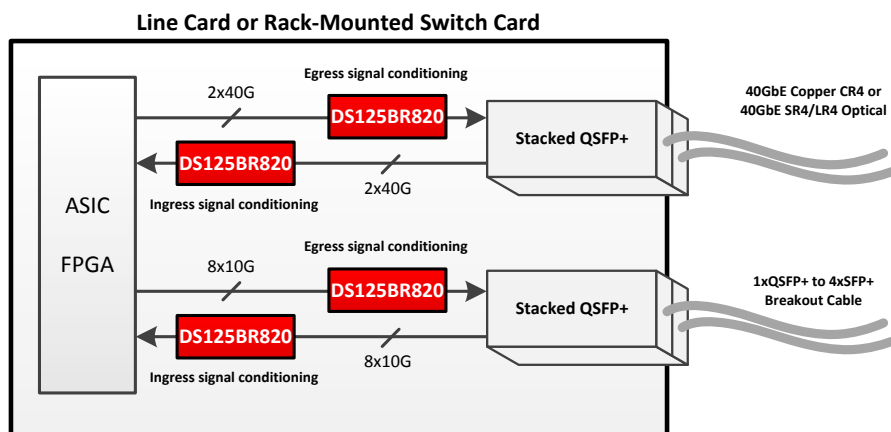 Line Card or Rack-Mounted Switch Card
Egress signal conditioning
2x40G
DS125BR820
DS125BR820
2x40G
Ingress signal conditioning
Stacked QSFP+
40GbE Copper CR4 or
40GbE SR4/LR4 Optical
ASIC
FPGA
Egress signal conditioning
8x10G
DS125BR820
DS125BR820
8x10G
Ingress signal conditioning
Stacked QSFP+
1xQSFP+ to 4xSFP+
Breakout Cable